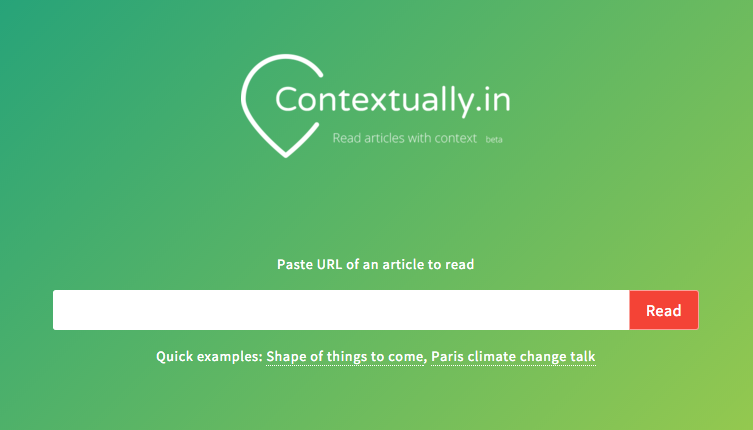 Contextually.in
Read articles with context beta
Paste URL of an article to read
Read
Quick examples: Shape of things to come, Paris climate change talk